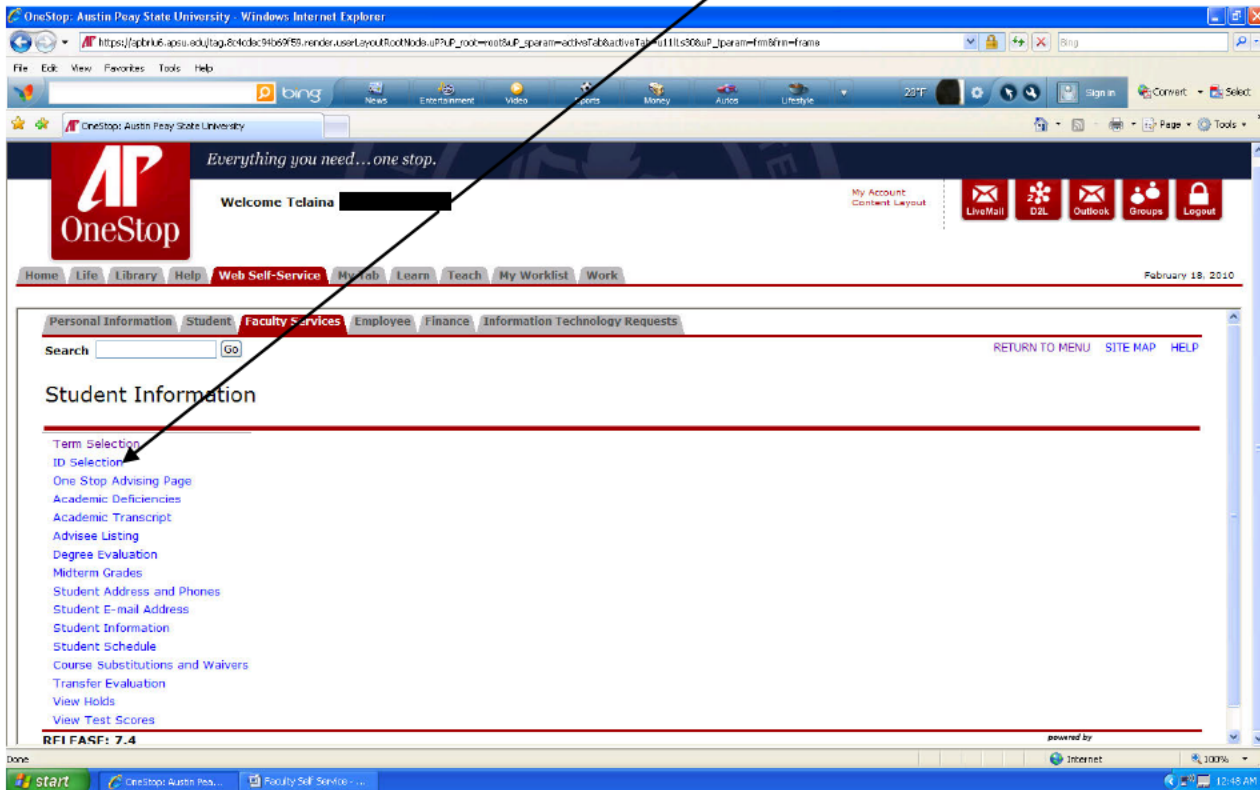 OneStop: Austin Peay State University - Windows Internet Explorer
File Edit View Favorites Tools Help
Bing
bing News Entertainment Video Sports Money Autos Lifestyle 28°F Sign in Convert Select
OneStop: Austin Peay State University Page Tools
AP OneStop
Everything you need...one stop.
Welcome Telaina
My Account
Content Layout
LiveMail D2L Outlook Groups Logout
Home Life Library Help Web Self-Service My Tab Learn Teach My Worklist Work February 18, 2010
Personal Information Student Faculty Services Employee Finance Information Technology Requests
Search Go RETURN TO MENU SITE MAP HELP
Student Information
Term Selection
ID Selection
One Stop Advising Page
Academic Deficiencies
Academic Transcript
Advisee Listing
Degree Evaluation
Midterm Grades
Student Address and Phones
Student E-mail Address
Student Information
Student Schedule
Course Substitutions and Waivers
Transfer Evaluation
View Holds
View Test Scores
RELEASE: 7.4 powered by
Done Internet 100%
start OneStop: Austin Pea... Faculty Self Service - ... 12:48 AM